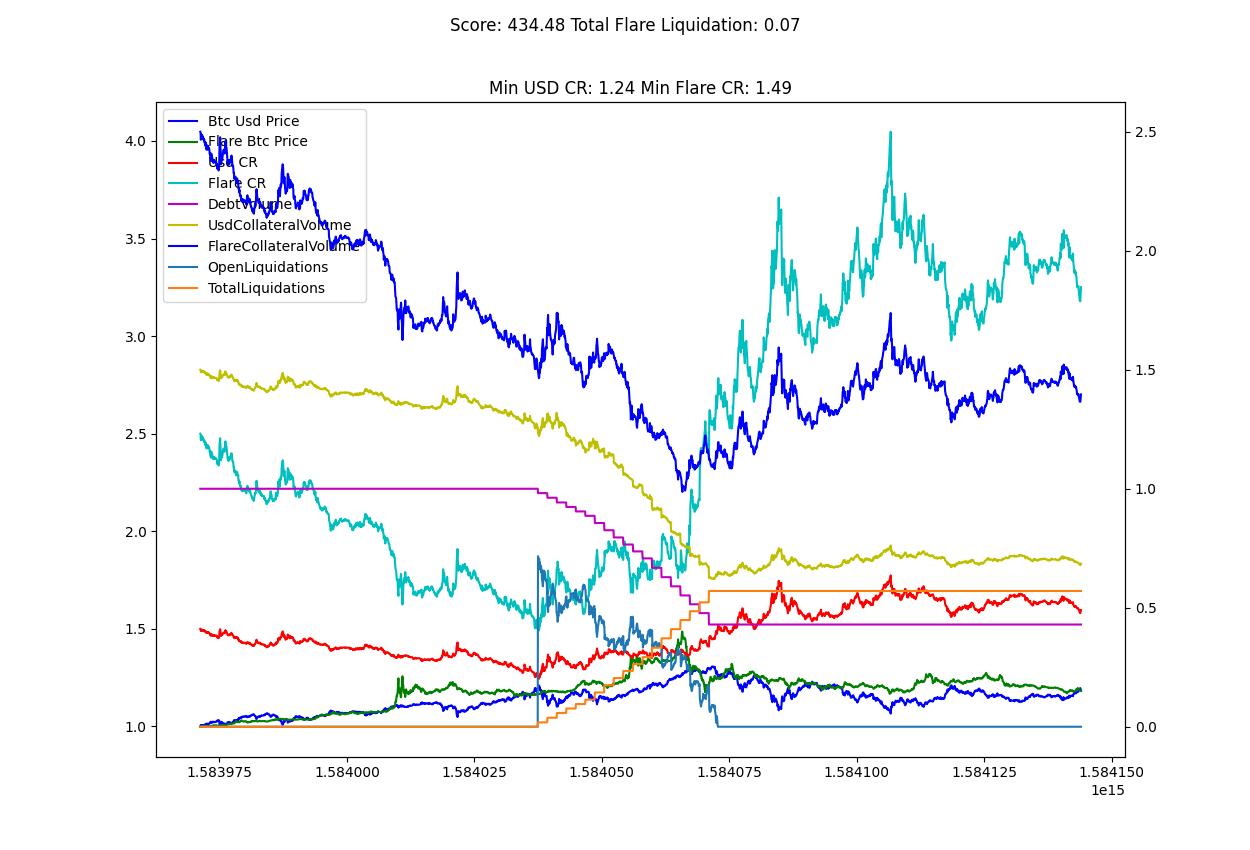 Score: 434.48 Total Flare Liquidation: 0.07
Min USD CR: 1.24 Min Flare CR: 1.49
Btc Usd Price
Flare Btc Price
Usd CR
Flare CR
DebtVolume
UsdCollateralVolume
FlareCollateralVolume
OpenLiquidations
TotalLiquidations
4.0
3.5
3.0
2.5
2.0
1.5
1.0
2.5
2.0
1.5
1.0
0.5
0.0
1.583975
1.584000
1.584025
1.584050
1.584075
1.584100
1.584125
1.584150
1e15